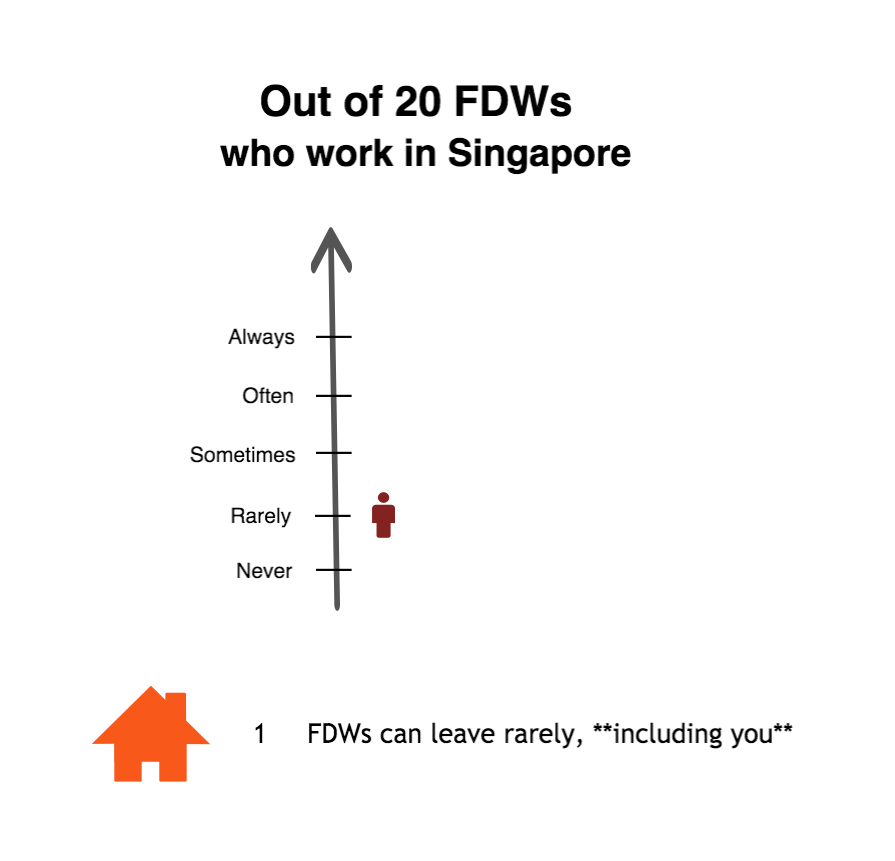 Out of 20 FDWs
who work in Singapore
Always
Often
Sometimes
Rarely
Never
1 FDWs can leave rarely, **including you**